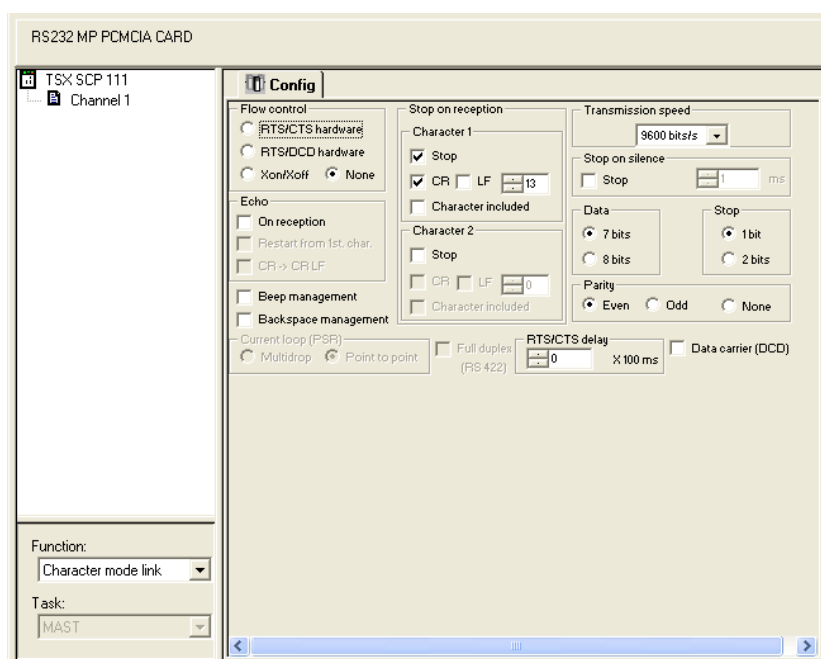 RS232 MP PCMCIA CARD
TSX SCP 111
Channel 1
Function:
Character mode link
Task:
MAST
Config
Flow control
RTS/CTS hardware
RTS/DCD hardware
Xon/Xoff None
Echo
On reception
Restart from 1st. char.
CR -> CR LF
Beep management
Backspace management
Stop on reception
Character 1
Stop
CR LF 13
Character included
Character 2
Stop
CR LF 0
Character included
Transmission speed
9600 bits/s
Stop on silence
Stop 1 ms
Data
7 bits
8 bits
Stop
1 bit
2 bits
Parity
Even Odd None
Current loop (PSR)
Multidrop Point to point
Full duplex
(RS 422)
RTS/CTS delay
0 X 100 ms
Data carrier (DCD)